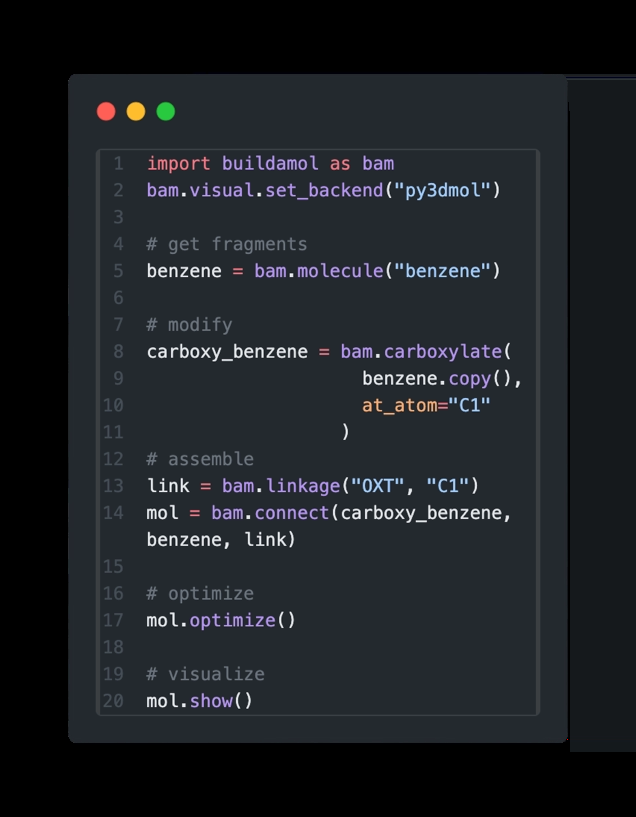 1 import buildamol as bam
2 bam.visual.set_backend("py3dmol")
3
4 # get fragments
5 benzene = bam.molecule("benzene")
6
7 # modify
8 carboxy_benzene = bam.carboxylate(
9 benzene.copy(),
10 at_atom="C1"
11 )
12 # assemble
13 link = bam.linkage("OXT", "C1")
14 mol = bam.connect(carboxy_benzene,
benzene, link)
15
16 # optimize
17 mol.optimize()
18
19 # visualize
20 mol.show()